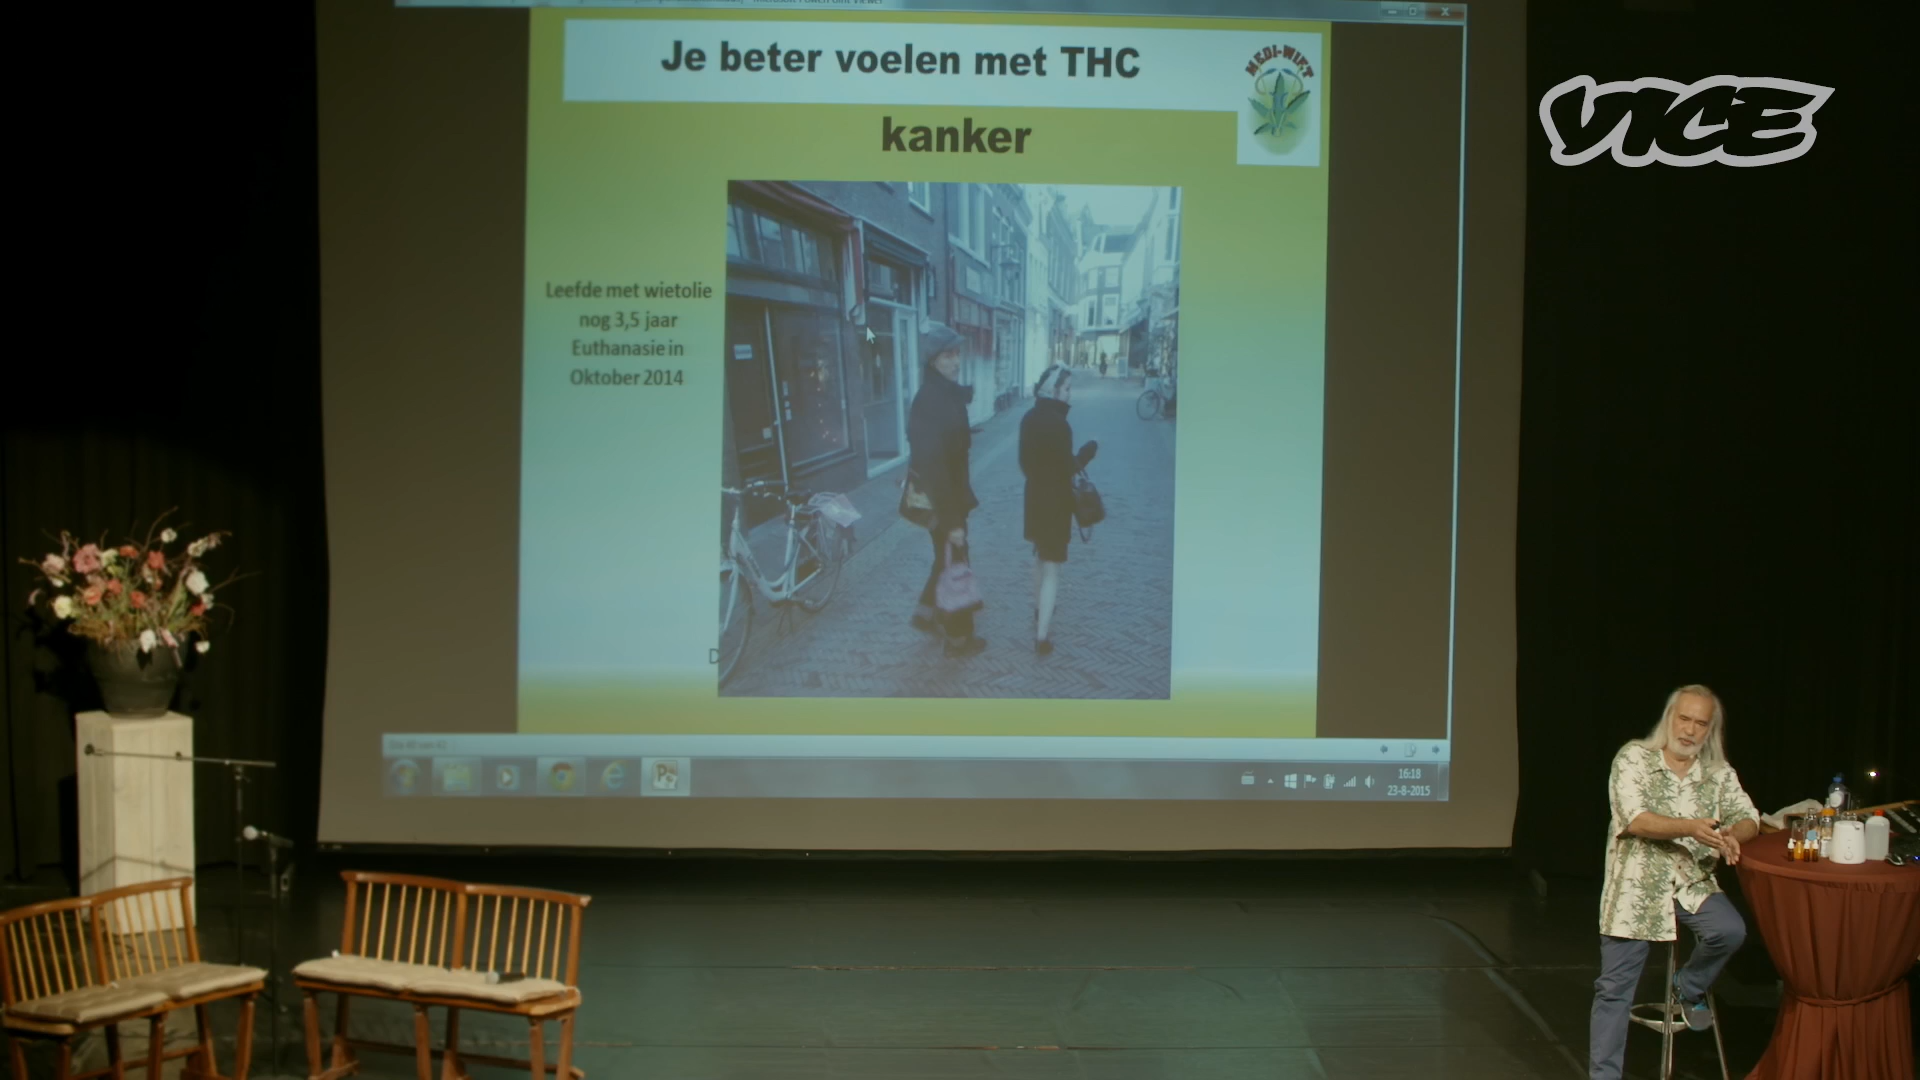 Je beter voelen met THC
MEDI-WIET
VICE
kanker
Leefde met wietolie
nog 3,5 jaar
Euthanasie in
Oktober 2014
16:18
23-8-2015